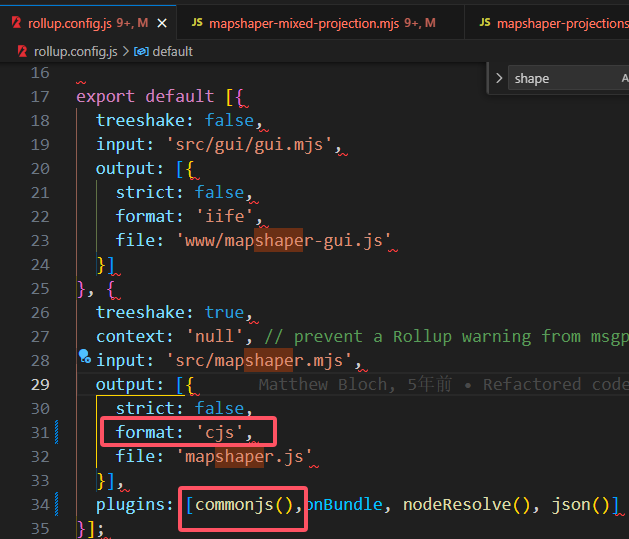 rollup.config.js 9+, M
mapshaper-mixed-projection.mjs 9+, M
mapshaper-projections
rollup.config.js > default
shape
16
17 export default [{
18 treeshake: false,
19 input: 'src/gui/gui.mjs',
20 output: [{
21 strict: false,
22 format: 'iife',
23 file: 'www/mapshaper-gui.js'
24 }]
25 }, {
26 treeshake: true,
27 context: 'null', // prevent a Rollup warning from msgp
28 input: 'src/mapshaper.mjs',
29 output: [{ Matthew Bloch, 5年前 • Refactored code
30 strict: false,
31 format: 'cjs',
32 file: 'mapshaper.js'
33 }],
34 plugins: [commonjs(),onBundle, nodeResolve(), json()]
35 }];